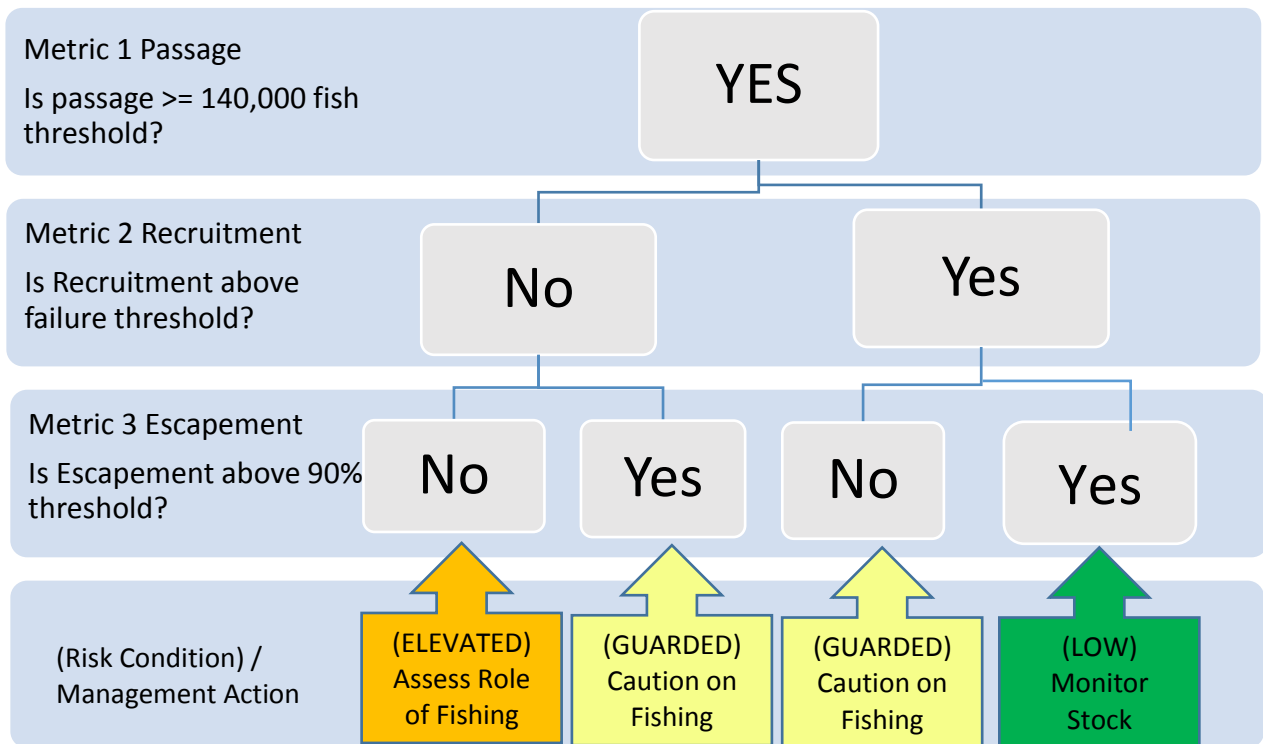 Metric 1 Passage
Is passage >= 140,000 fish
threshold?
YES
Metric 2 Recruitment
Is Recruitment above
failure threshold?
No
Yes
Metric 3 Escapement
Is Escapement above 90%
threshold?
No
Yes
No
Yes
(Risk Condition) /
Management Action
(ELEVATED)
Assess Role
of Fishing
(GUARDED)
Caution on
Fishing
(GUARDED)
Caution on
Fishing
(LOW)
Monitor
Stock